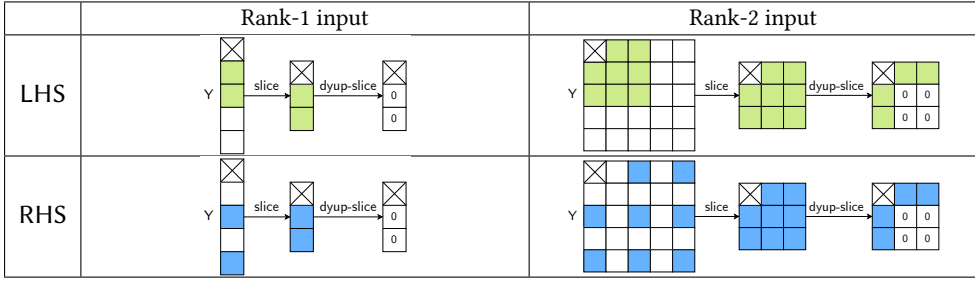 Rank-1 input Rank-2 input
LHS
Y slice dyup-slice 0 0
Y slice dyup-slice 0 0 0 0
RHS
Y slice dyup-slice 0 0
Y slice dyup-slice 0 0 0 0